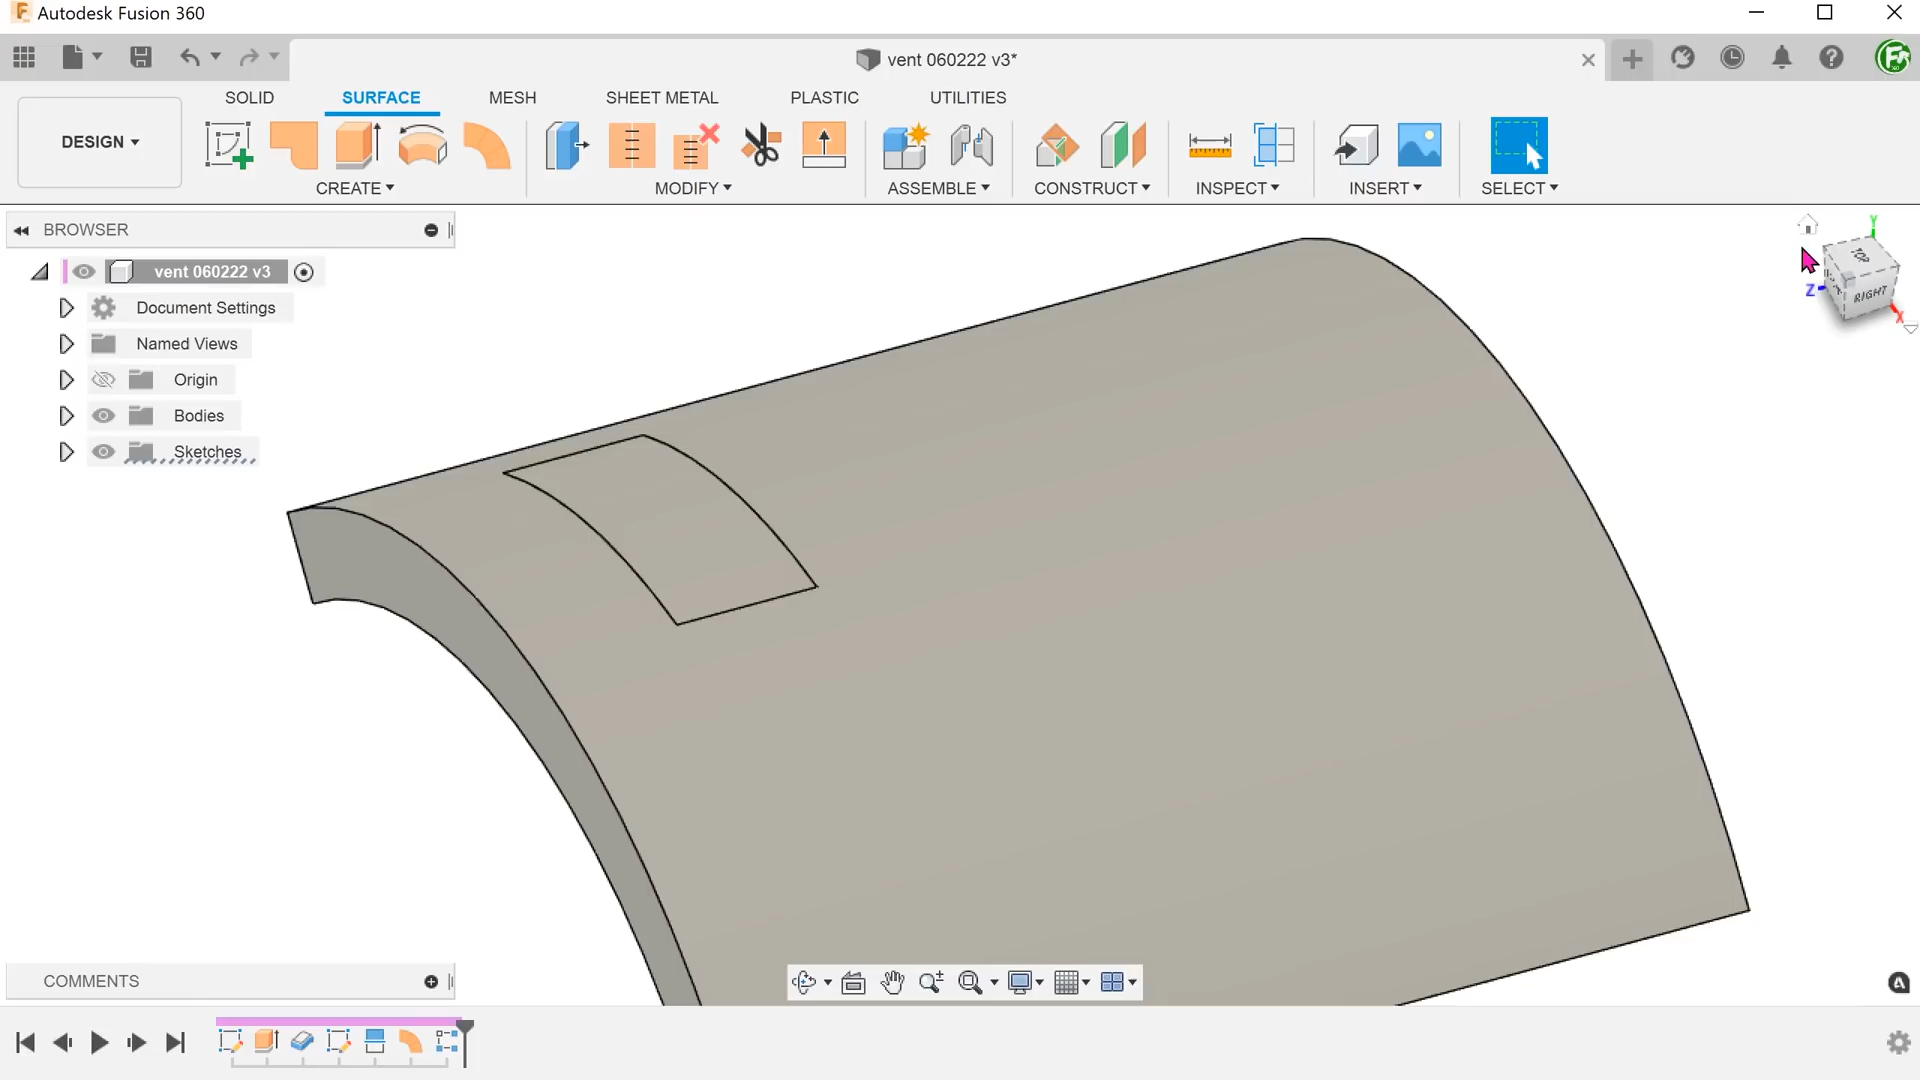 Autodesk Fusion 360
vent 060222 v3*
DESIGN
SOLID
SURFACE
MESH
SHEET METAL
PLASTIC
UTILITIES
CREATE
MODIFY
ASSEMBLE
CONSTRUCT
INSPECT
INSERT
SELECT
BROWSER
vent 060222 v3
Document Settings
Named Views
Origin
Bodies
Sketches
Y
TOP
RIGHT
Z
X
COMMENTS